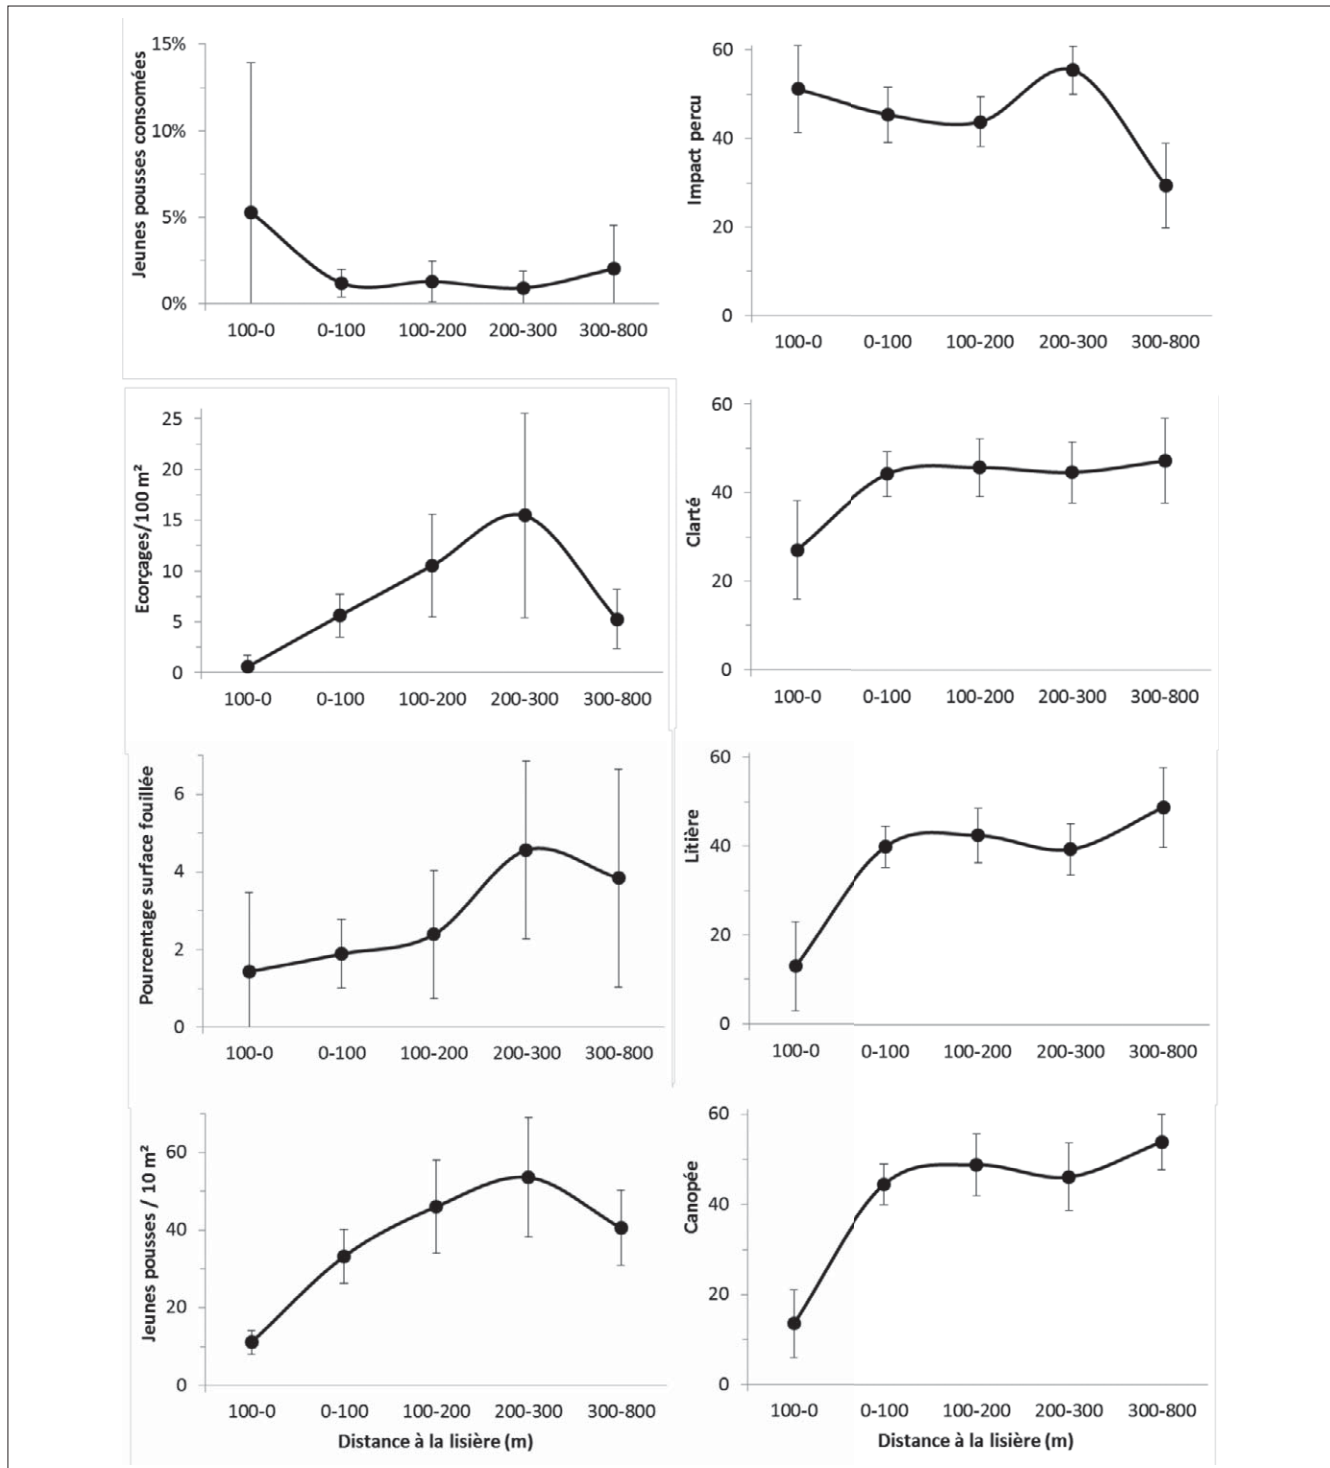 Jeunes pousses consomées
15%
10%
5%
0%
100-0 0-100 100-200 200-300 300-800
Impact percu
60
40
20
0
100-0 0-100 100-200 200-300 300-800
Ecorçages/100 m²
25
20
15
10
5
0
100-0 0-100 100-200 200-300 300-800
Clarté
60
40
20
0
100-0 0-100 100-200 200-300 300-800
Pourcentage surface fouillée
6
4
2
0
100-0 0-100 100-200 200-300 300-800
Litière
60
40
20
0
100-0 0-100 100-200 200-300 300-800
Jeunes pousses / 10 m²
60
40
20
0
100-0 0-100 100-200 200-300 300-800
Distance à la lisière (m)
Canopée
60
40
20
0
100-0 0-100 100-200 200-300 300-800
Distance à la lisière (m)